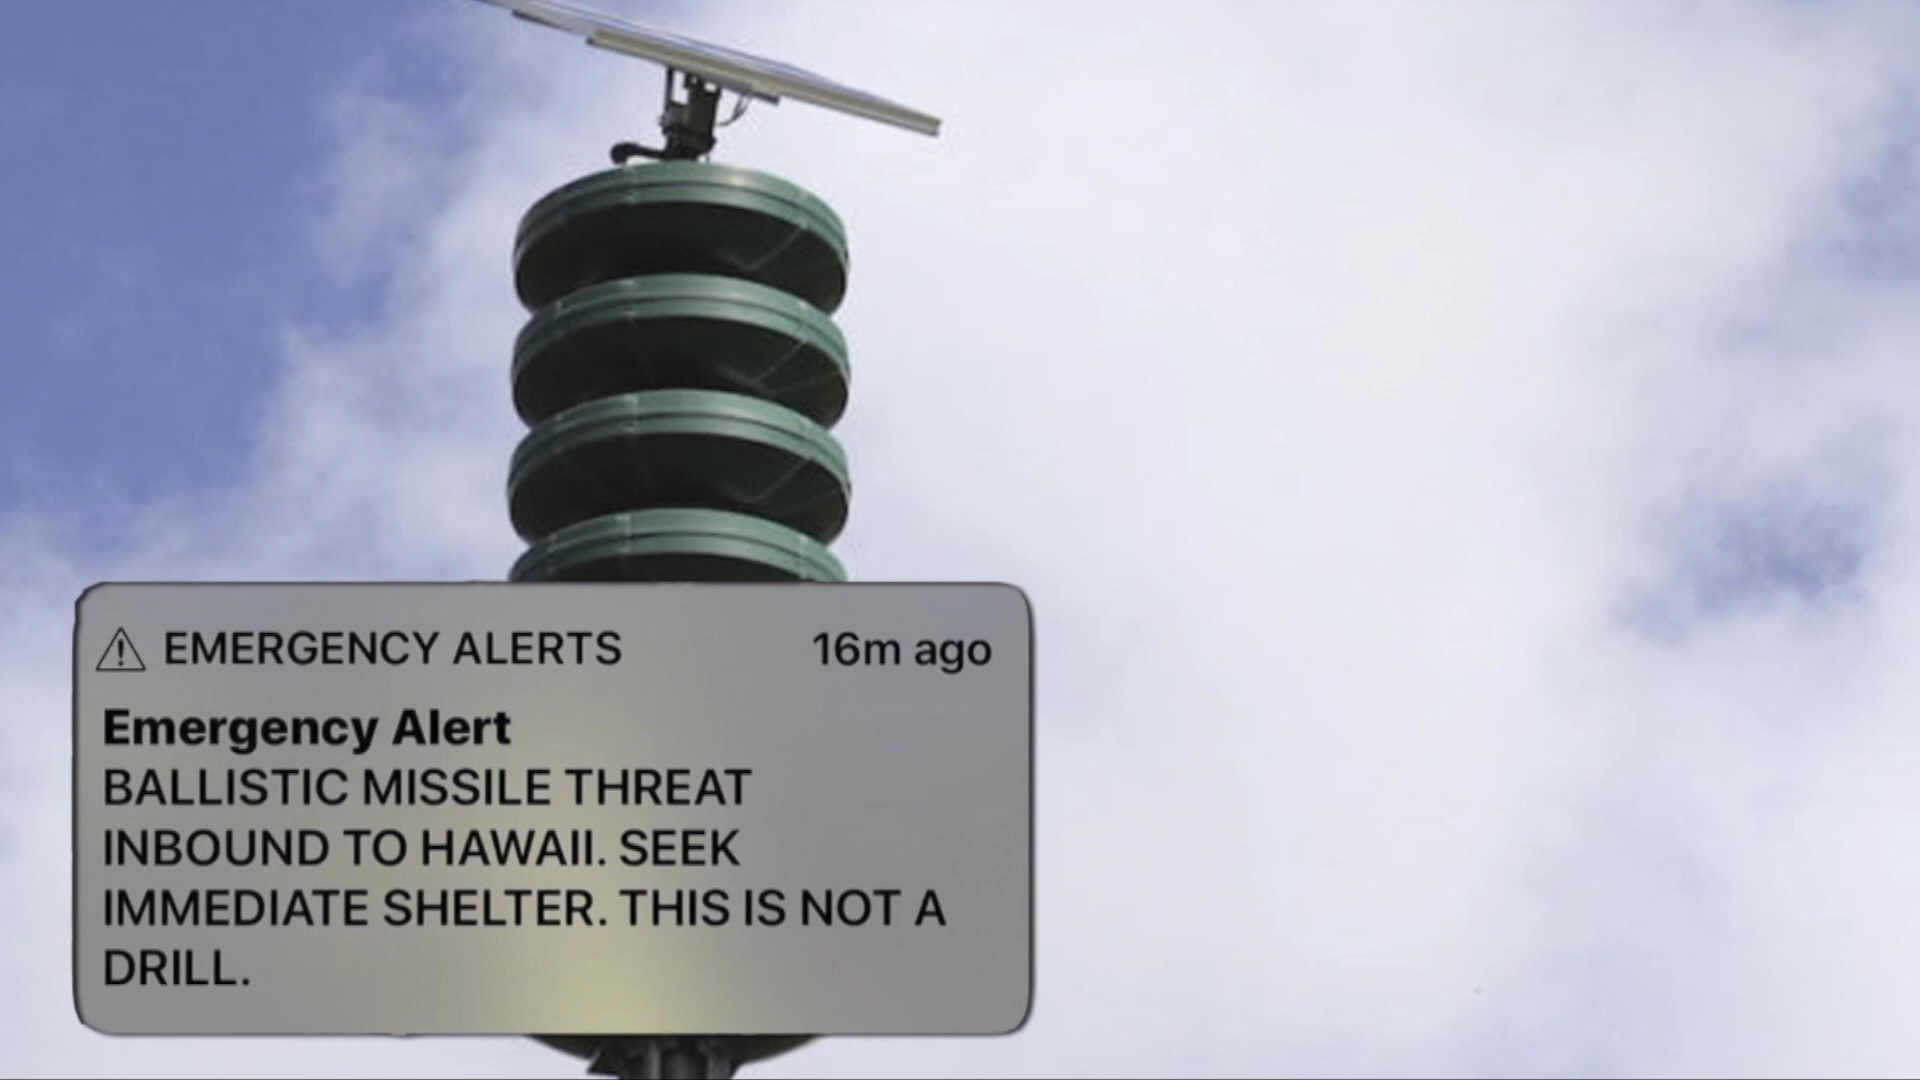 EMERGENCY ALERTS 16m ago
Emergency Alert
BALLISTIC MISSILE THREAT
INBOUND TO HAWAII. SEEK
IMMEDIATE SHELTER. THIS IS NOT A
DRILL.